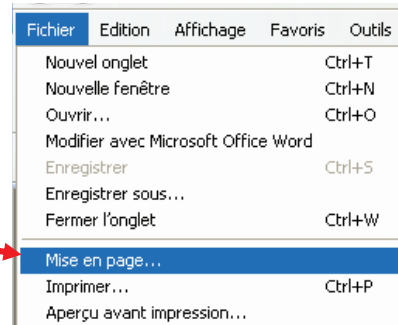 Fichier Edition Affichage Favoris Outils
Nouvel onglet Ctrl+T
Nouvelle fenêtre Ctrl+N
Ouvrir... Ctrl+O
Modifier avec Microsoft Office Word
Enregistrer Ctrl+S
Enregistrer sous...
Fermer l'onglet Ctrl+W
Mise en page...
Imprimer... Ctrl+P
Aperçu avant impression...